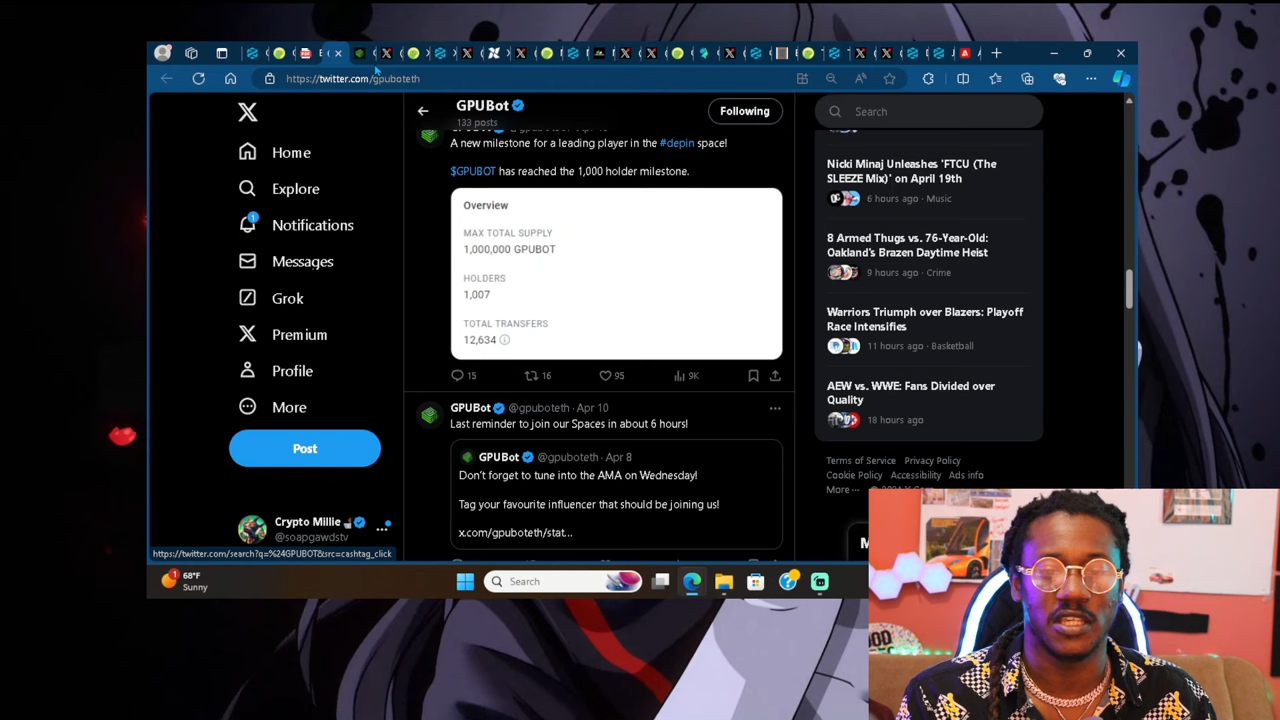 https://twitter.com/gpuboteth
Home
Explore
1
Notifications
Messages
Grok
Premium
Profile
More
Post
Crypto Millie
@soapgawdstv
https://twitter.com/search?q=%24GPUBOT&src=cashtag_click
GPUBot
133 posts
Following
A new milestone for a leading player in the #depin space!
$GPUBOT has reached the 1,000 holder milestone.
Overview
MAX TOTAL SUPPLY
1,000,000 GPUBOT
HOLDERS
1,007
TOTAL TRANSFERS
12,634
15
16
95
9K
GPUBot @gpuboteth · Apr 10
Last reminder to join our Spaces in about 6 hours!
GPUBot @gpuboteth · Apr 8
Don't forget to tune into the AMA on Wednesday!
Tag your favourite influencer that should be joining us!
x.com/gpuboteth/stat...
Search
Nicki Minaj Unleashes 'FTCU (The
SLEEZE Mix)' on April 19th
6 hours ago · Music
8 Armed Thugs vs. 76-Year-Old:
Oakland's Brazen Daytime Heist
9 hours ago · Crime
Warriors Triumph over Blazers: Playoff
Race Intensifies
11 hours ago · Basketball
AEW vs. WWE: Fans Divided over
Quality
18 hours ago
Terms of Service Privacy Policy
Cookie Policy Accessibility Ads info
More ···
1
68°F
Sunny
Search